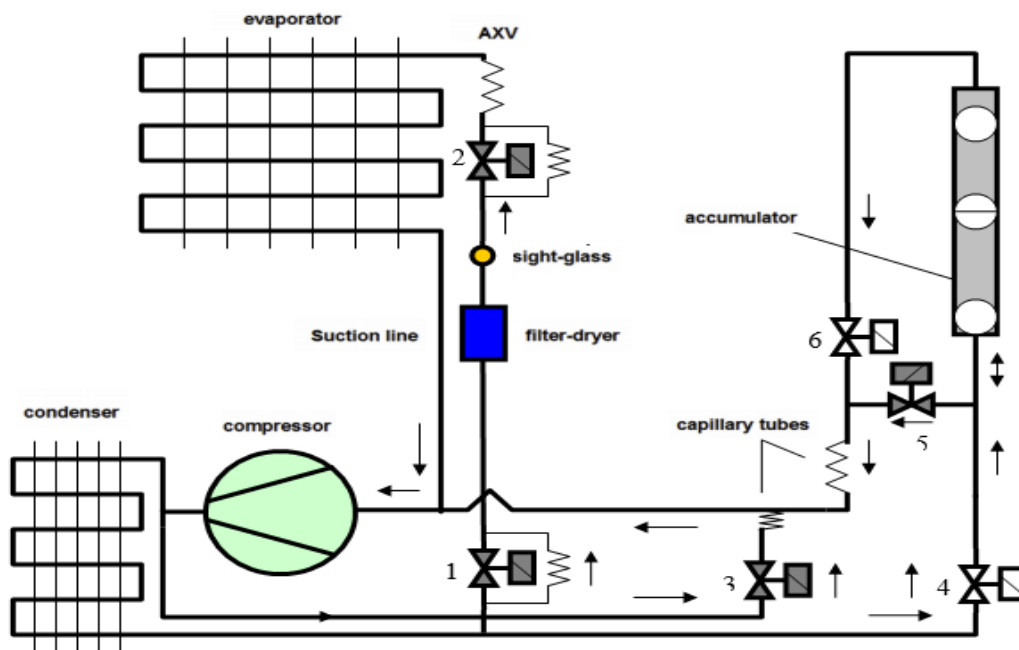 evaporator
AXV
2
accumulator
sight-glass
Suction line
filter-dryer
6
condenser
compressor
capillary tubes
5
1
3
4